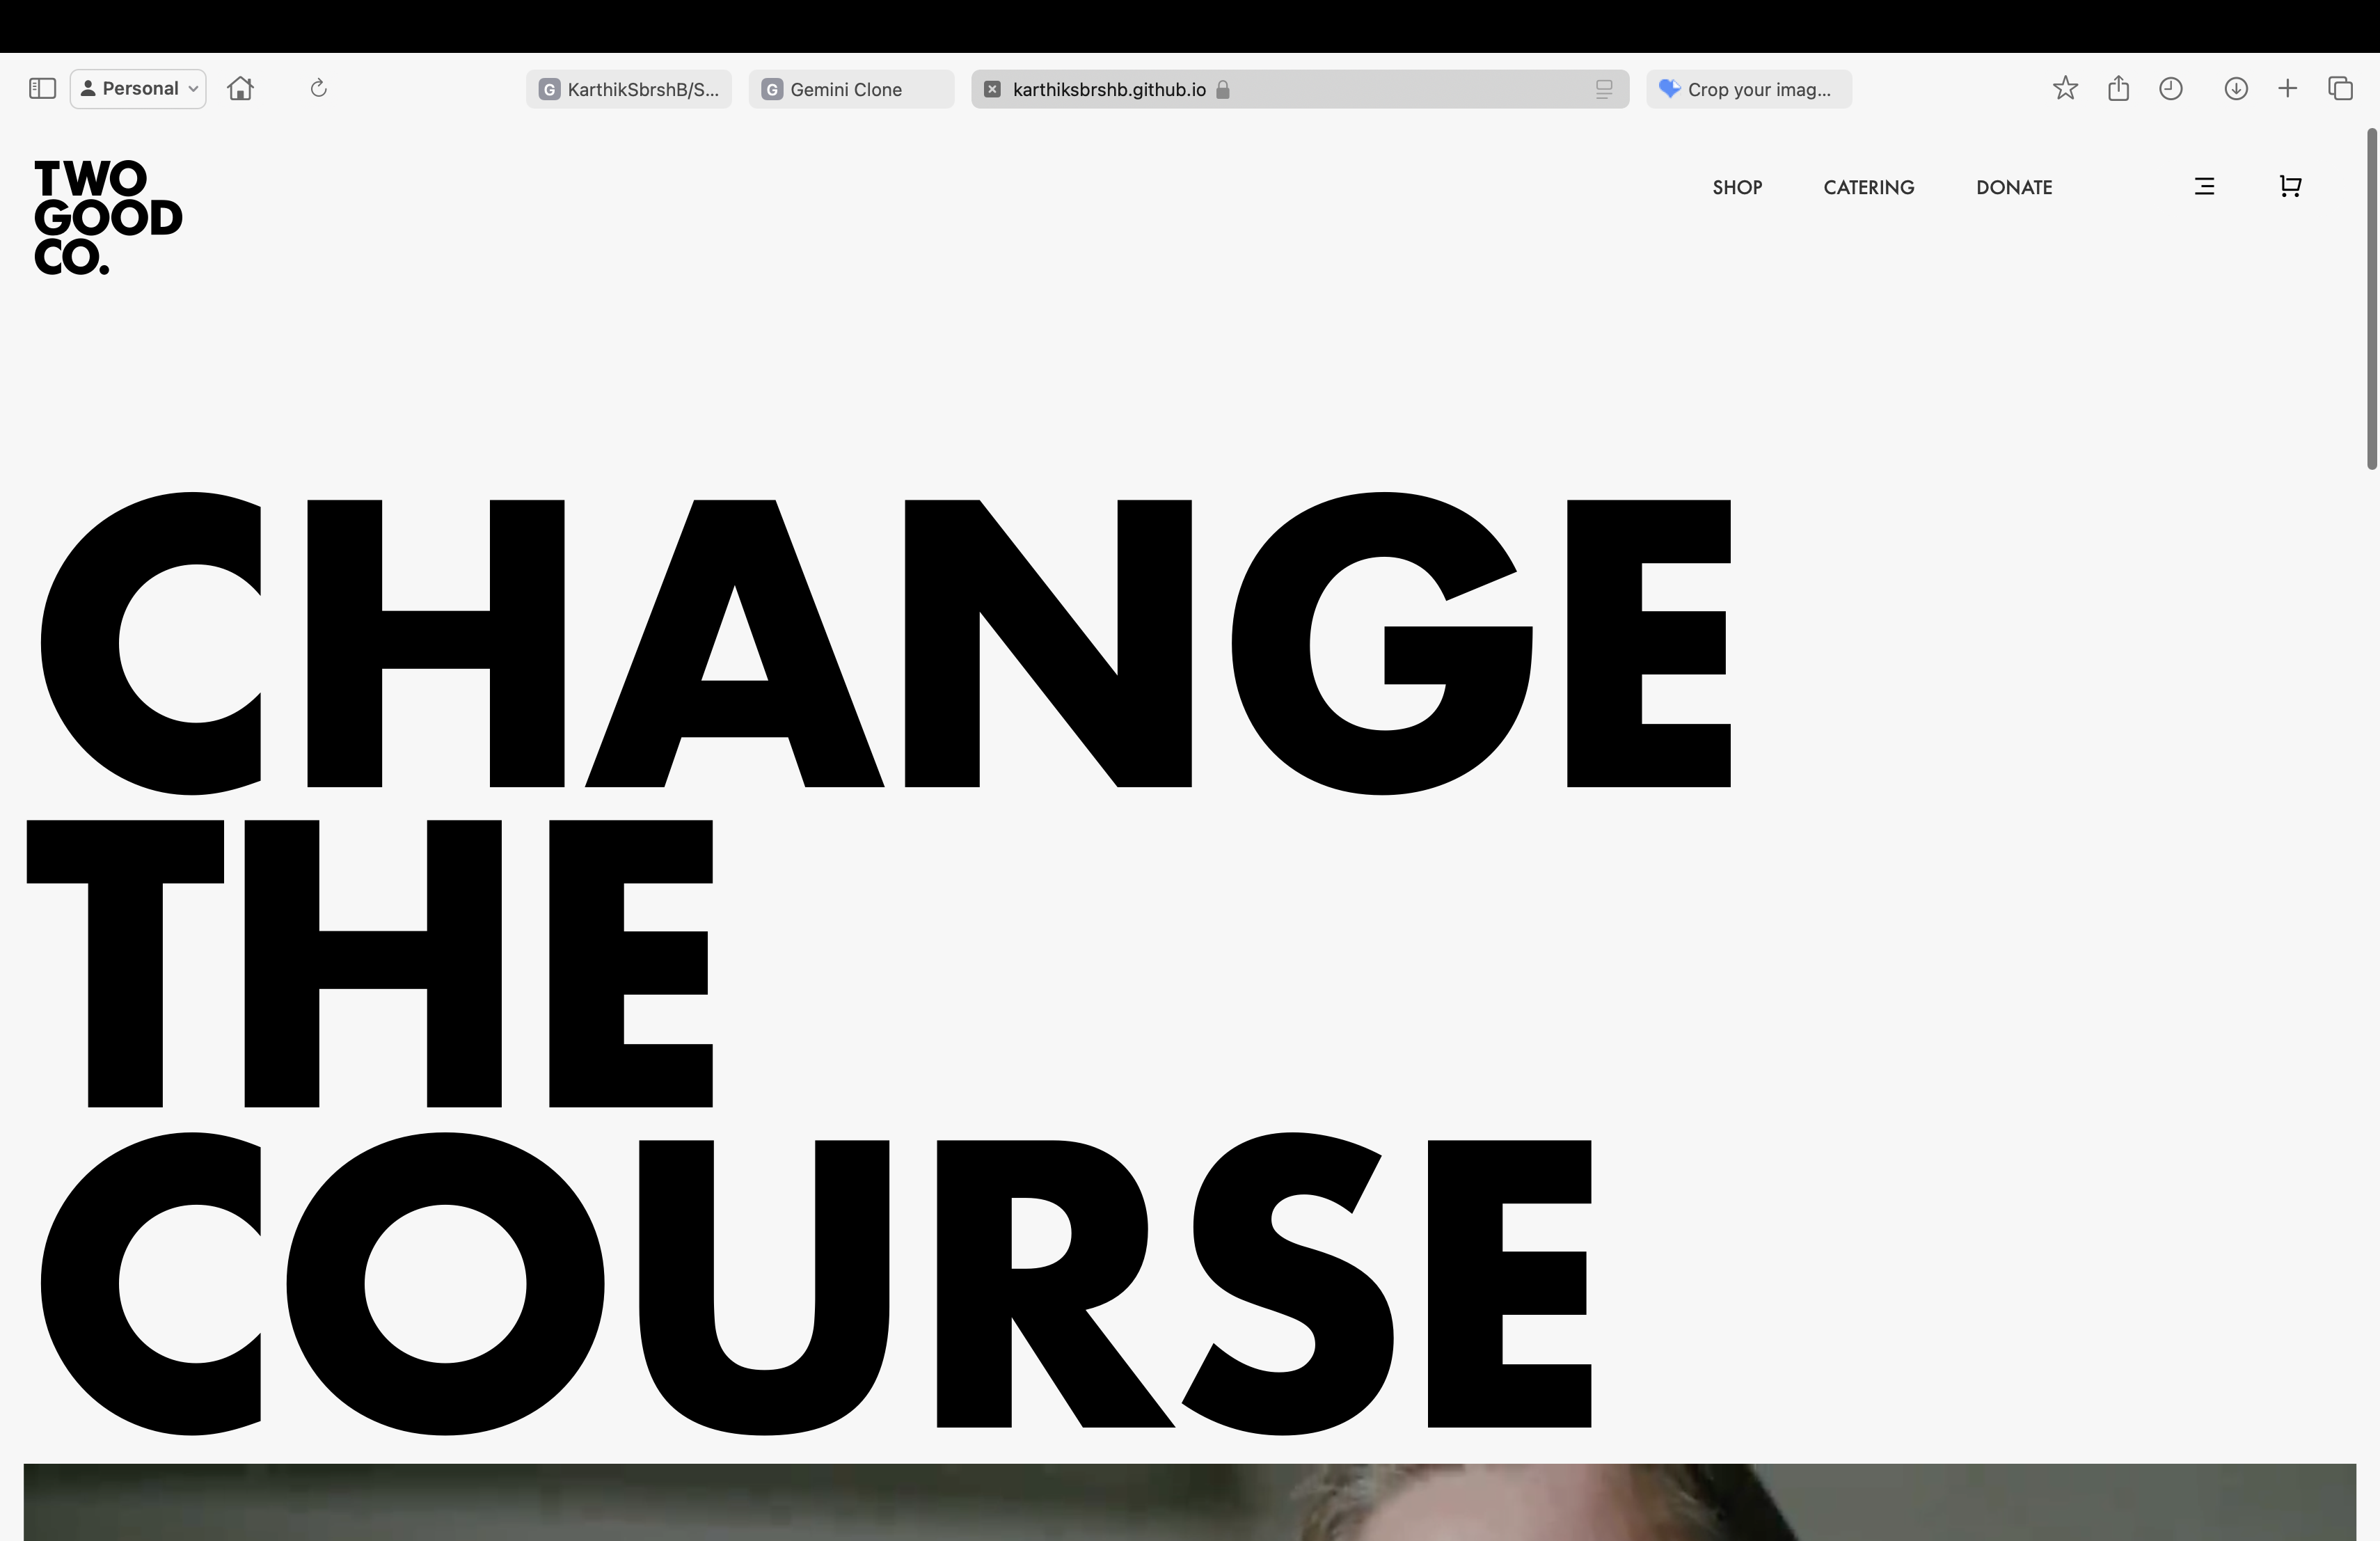 Personal
G KarthikSbrshB/S...
G Gemini Clone
karthiksbrshb.github.io
Crop your imag...
TWO
GOOD
CO.
SHOP CATERING DONATE
CHANGE
THE
COURSE